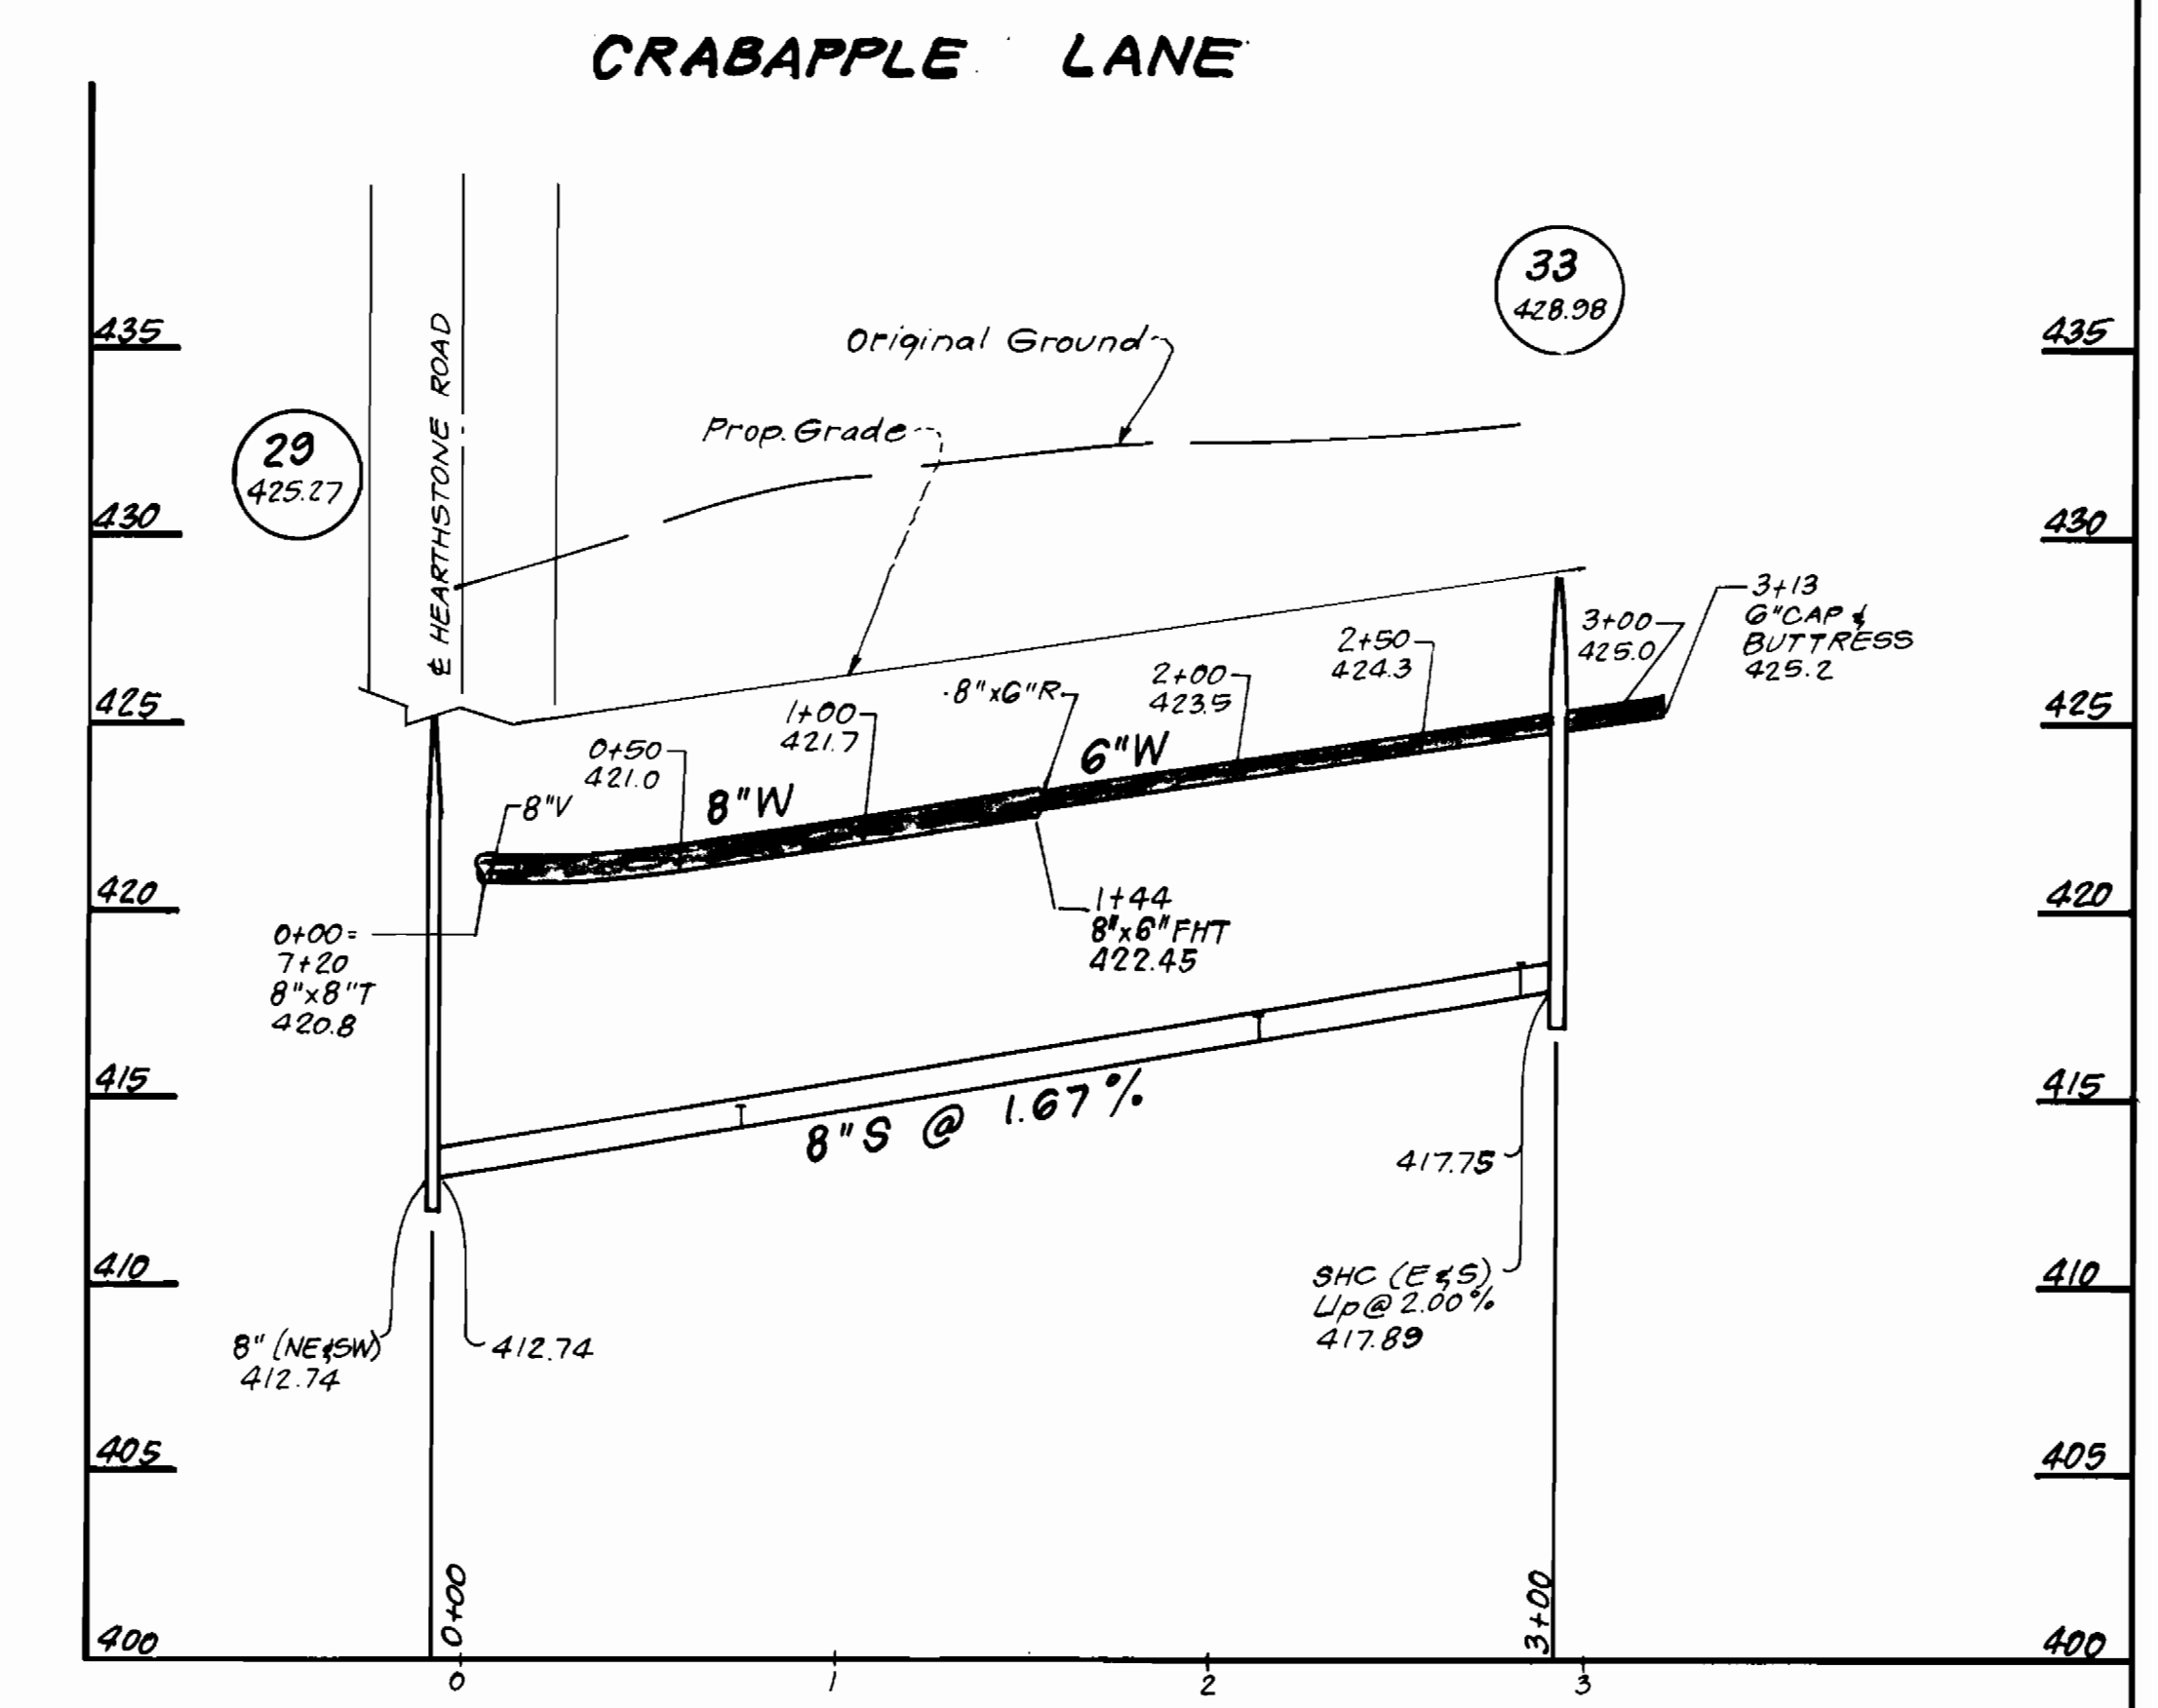 CRABAPPLE LANE
33
428.98
435
435
Original Ground
Prop. Grade
29
425.27
℄ HEARTHSTONE ROAD
430
430
3+13
6"CAP &
BUTTRESS
425.2
3+00
425.0
2+50
424.3
2+00
423.5
8"x6"R
1+00
421.7
0+50
421.0
425
425
6"W
8"W
8"V
420
420
1+44
8"x6"FHT
422.45
0+00=
7+20
8"x8"T
420.8
415
415
8"S @ 1.67%
417.75
410
410
SHC (E&S)
Up@2.00%
417.89
8" (NE&SW)
412.74
412.74
405
405
0+00
3+00
400
400
0 1 2 3